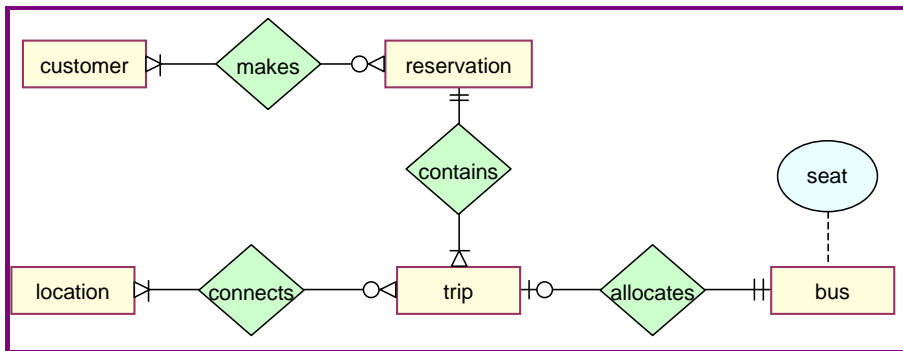 customer
makes
reservation
contains
seat
location
connects
trip
allocates
bus